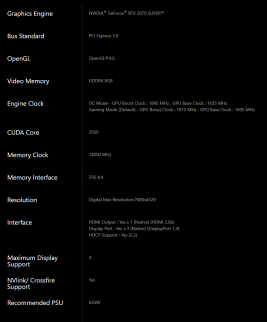 Graphics Engine
NVIDIA® GeForce® RTX 2070 SUPER™
Bus Standard
PCI Express 3.0
OpenGL
OpenGL®4.6
Video Memory
GDDR6 8GB
Engine Clock
OC Mode - GPU Boost Clock : 1845 MHz , GPU Base Clock : 1635 MHz
Gaming Mode (Default) - GPU Boost Clock : 1815 MHz , GPU Base Clock : 1605 MHz
CUDA Core
2560
Memory Clock
14000 MHz
Memory Interface
256-bit
Resolution
Digital Max Resolution:7680x4320
Interface
HDMI Output : Yes x 1 (Native) (HDMI 2.0b)
Display Port : Yes x 3 (Native) (DisplayPort 1.4)
HDCP Support : Yes (2.2)
Maximum Display
Support
4
NVlink/ Crossfire
Support
Yes
Recommended PSU
650W